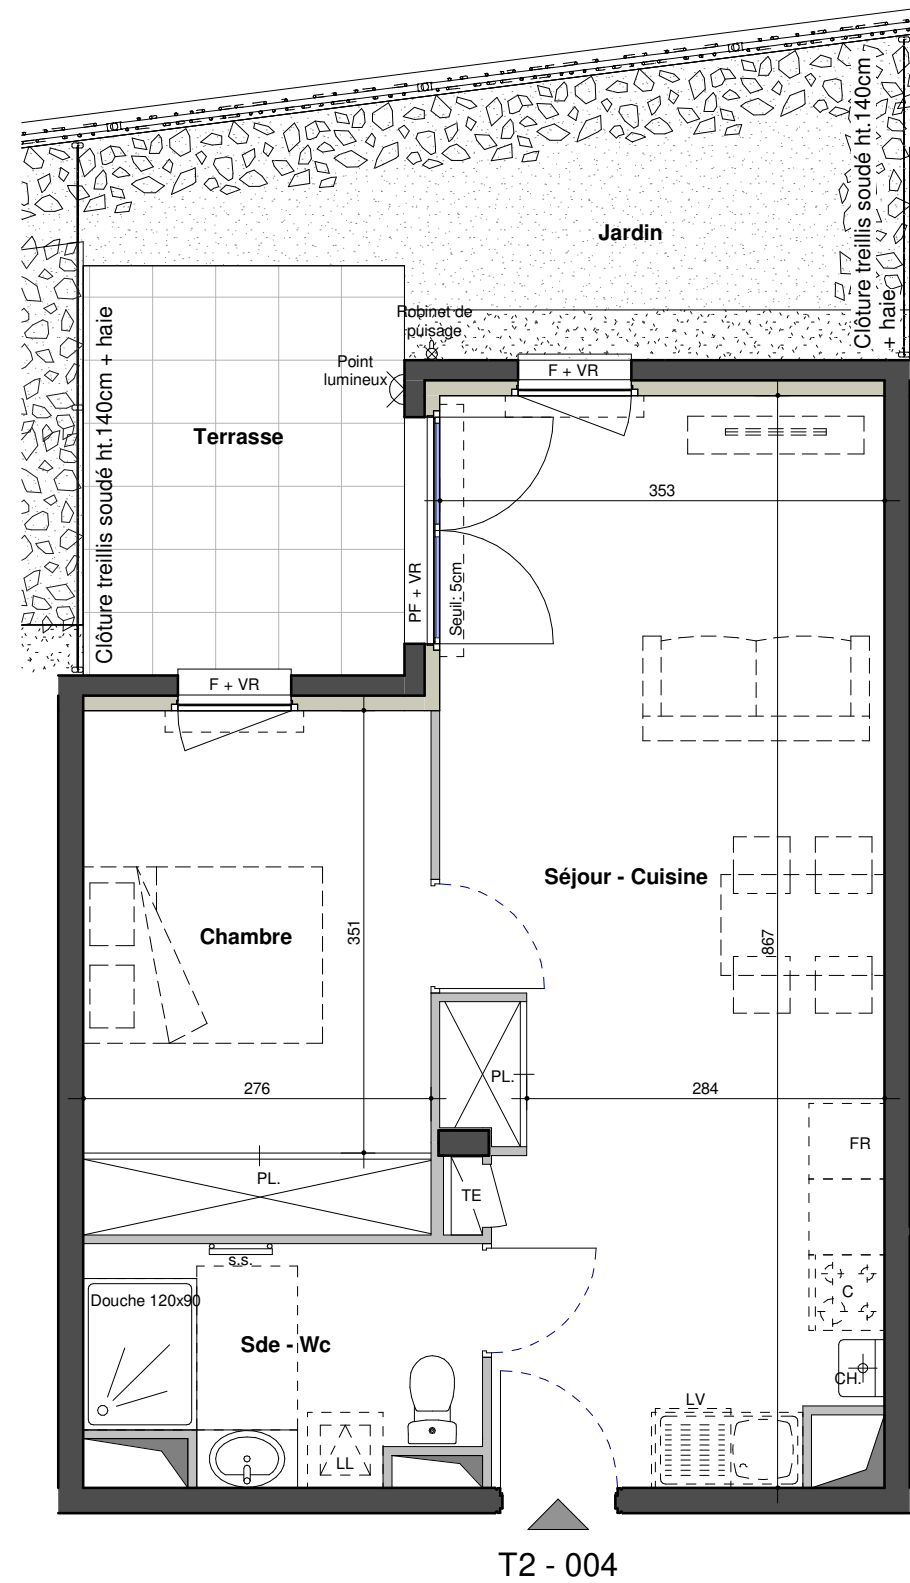 Clôture treillis soudé ht.140cm
+ haie
Jardin
Robinet de
puisage
Point
lumineux
F + VR
Clôture treillis soudé ht.140cm + haie
Terrasse
353
PF + VR
Seuil: 5cm
F + VR
Séjour - Cuisine
Chambre
351
867
PL.
276
284
FR
PL.
TE
s.s.
Douche 120x90
C
Sde - Wc
CH.
LV
LL
T2 - 004